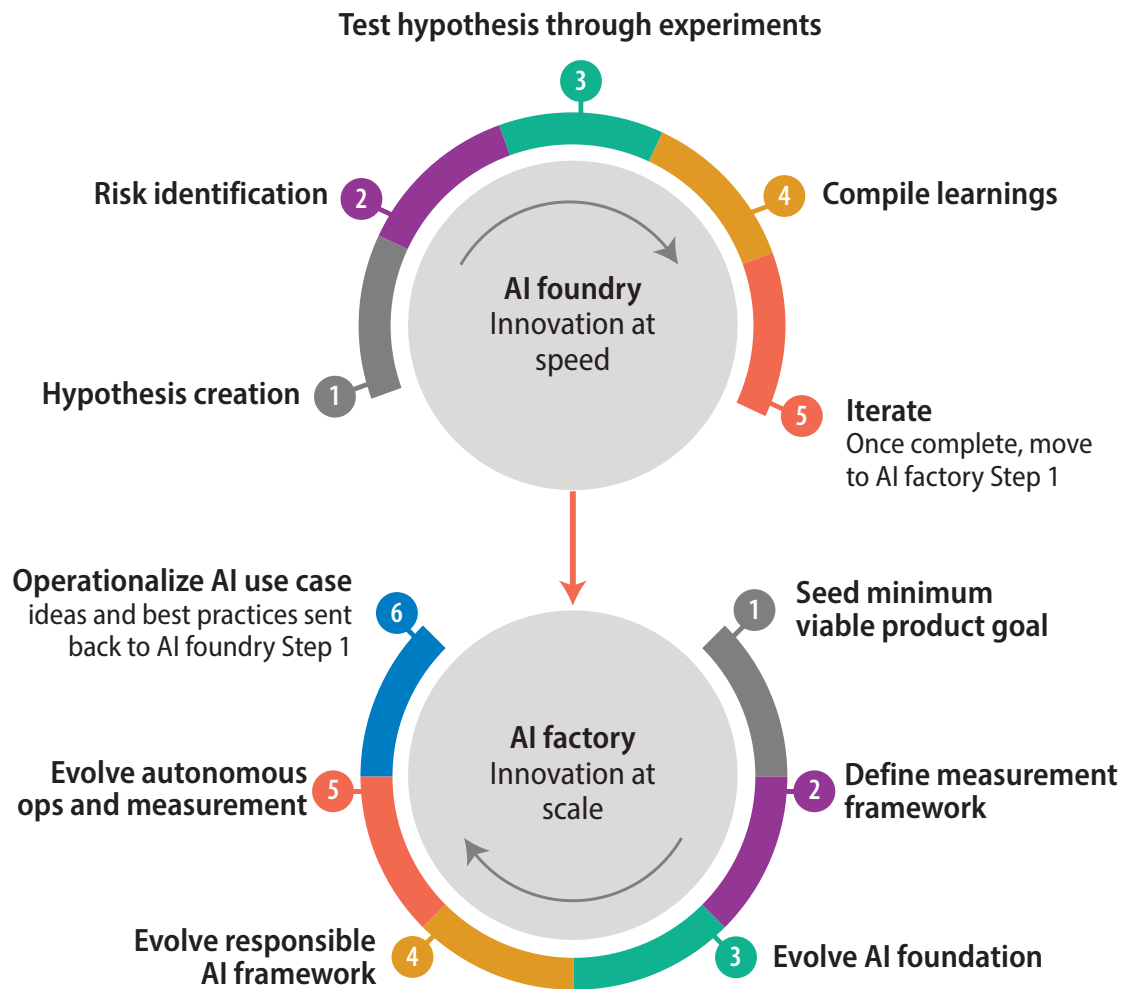 Test hypothesis through experiments
3
Risk identification
2
4
Compile learnings
AI foundry
Innovation at
speed
Hypothesis creation
1
5
Iterate
Once complete, move
to AI factory Step 1
Operationalize AI use case
ideas and best practices sent
back to AI foundry Step 1
6
1
Seed minimum
viable product goal
AI factory
Innovation at
scale
Evolve autonomous
ops and measurement
5
2
Define measurement
framework
Evolve responsible
AI framework
4
3
Evolve AI foundation